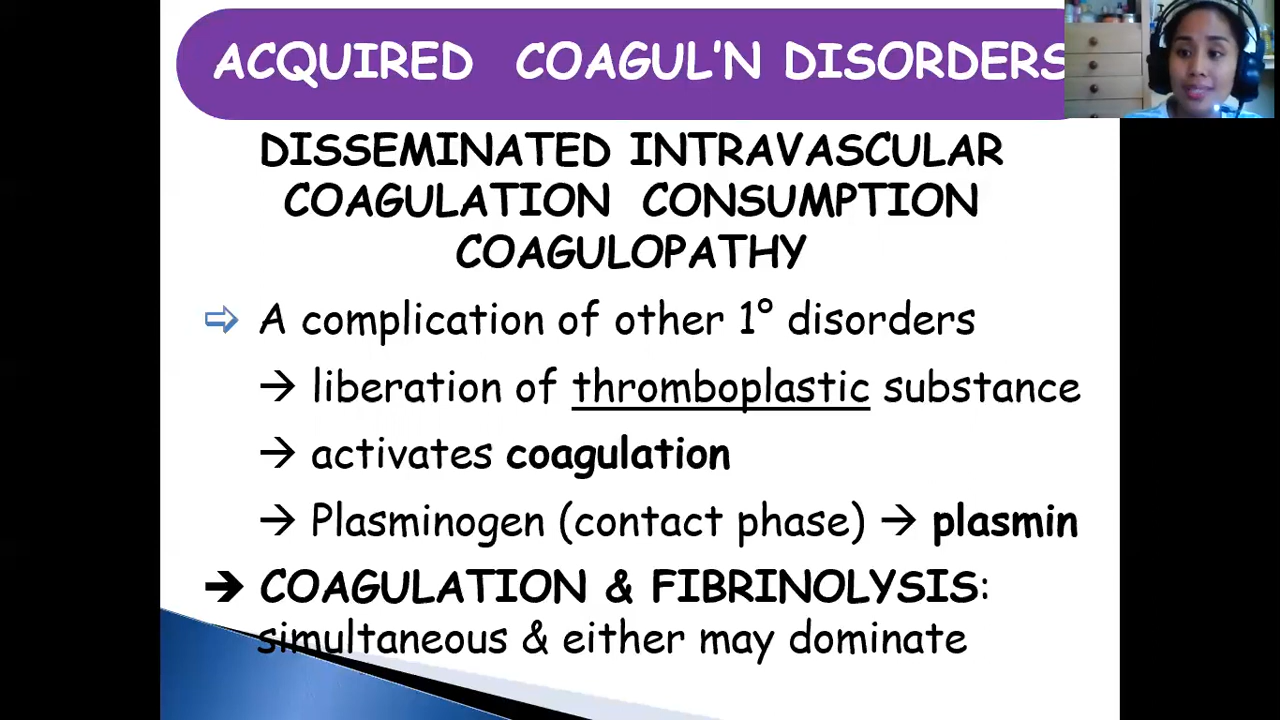 ACQUIRED COAGUL'N DISORDERS
DISSEMINATED INTRAVASCULAR
COAGULATION CONSUMPTION
COAGULOPATHY
⇨ A complication of other 1° disorders
→ liberation of thromboplastic substance
→ activates coagulation
→ Plasminogen (contact phase) → plasmin
→ COAGULATION & FIBRINOLYSIS:
simultaneous & either may dominate